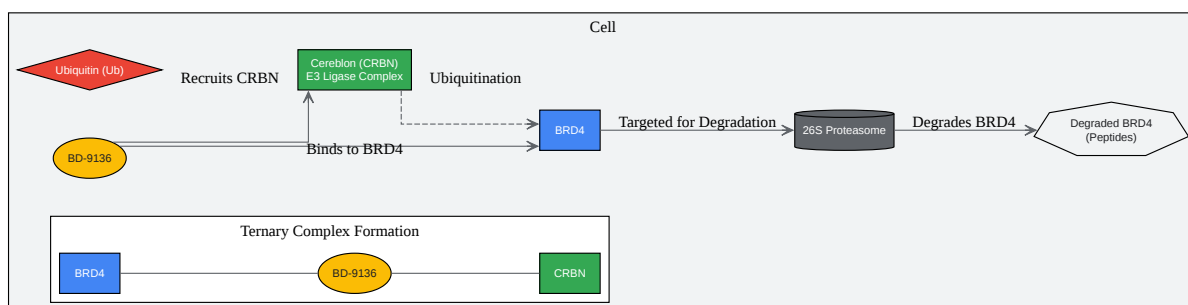 Cell
Ubiquitin (Ub)
Recruits CRBN
Cereblon (CRBN)
E3 Ligase Complex
Ubiquitination
BD-9136
Binds to BRD4
BRD4
Targeted for Degradation
26S Proteasome
Degrades BRD4
Degraded BRD4
(Peptides)
Ternary Complex Formation
BRD4
BD-9136
CRBN